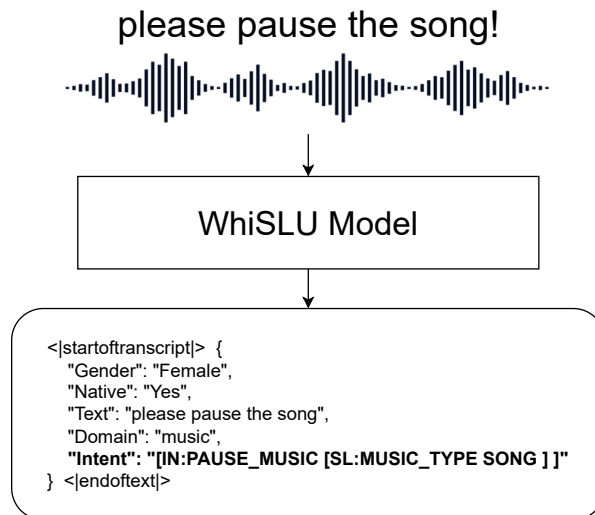 please pause the song!
WhiSLU Model
<|startoftranscript|> {
"Gender": "Female",
"Native": "Yes",
"Text": "please pause the song",
"Domain": "music",
"Intent": "[IN:PAUSE_MUSIC [SL:MUSIC_TYPE SONG ] ]"
} <|endoftext|>